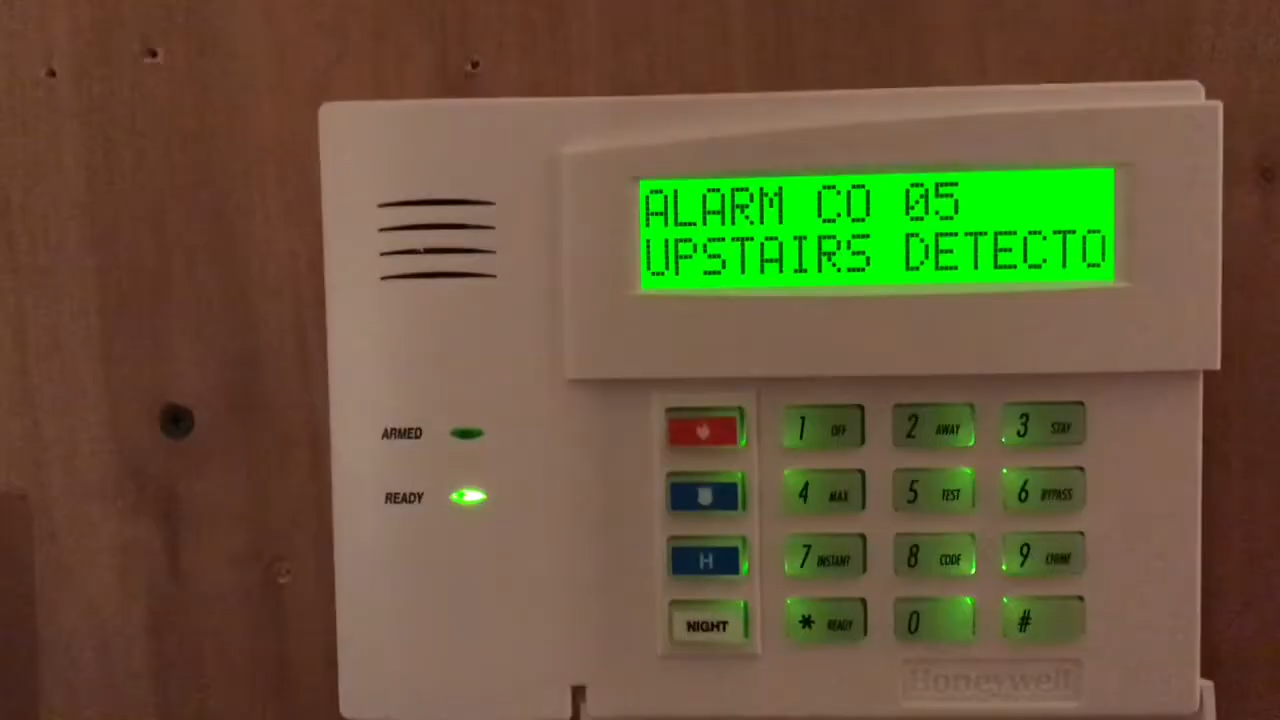 ALARM CO 05
UPSTAIRS DETECTO
ARMED
READY
1 OFF
2 AWAY
3 STAY
4 MAX
5 TEST
6 BYPASS
H
7 INSTANT
8 CODE
9 CHIME
NIGHT
* READY
0
#
Honeywell